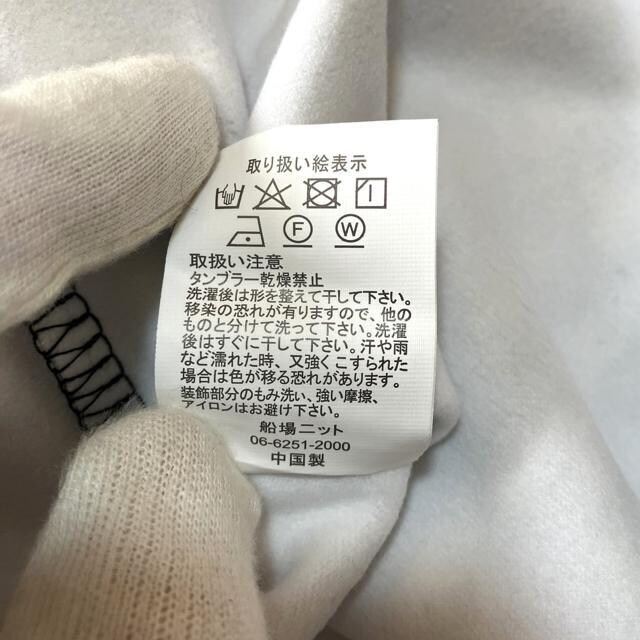 取り扱い絵表示
F W
取扱い注意
タンブラー乾燥禁止
洗濯後は形を整えて干して下さい。
移染の恐れが有りますので、他の
ものと分けて洗って下さい。洗濯
後はすぐに干して下さい。汗や雨
など濡れた時、又強くこすられた
場合は色が移る恐れがあります。
装飾部分のもみ洗い、強い摩擦、
アイロンはお避け下さい。
船場ニット
06-6251-2000
中国製